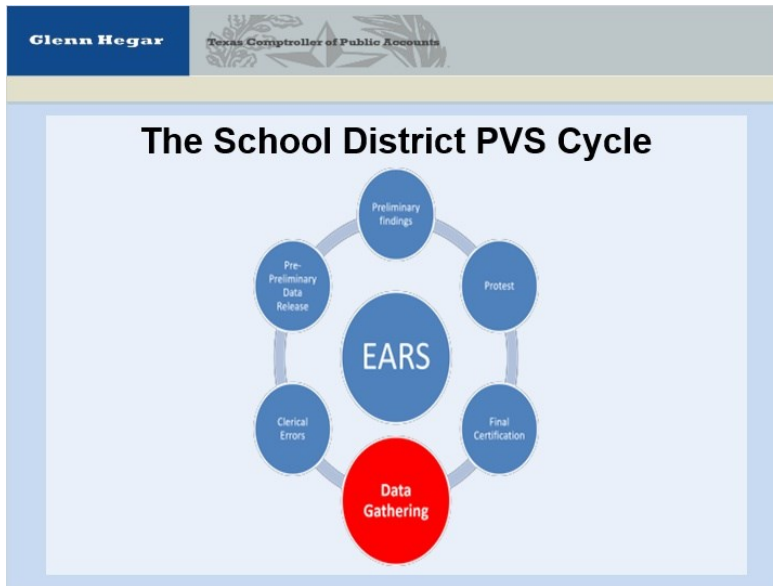 Glenn Hegar
Texas Comptroller of Public Accounts
The School District PVS Cycle
Preliminary
findings
Pre-
Preliminary
Data
Release
Protest
EARS
Clerical
Errors
Final
Certification
Data
Gathering